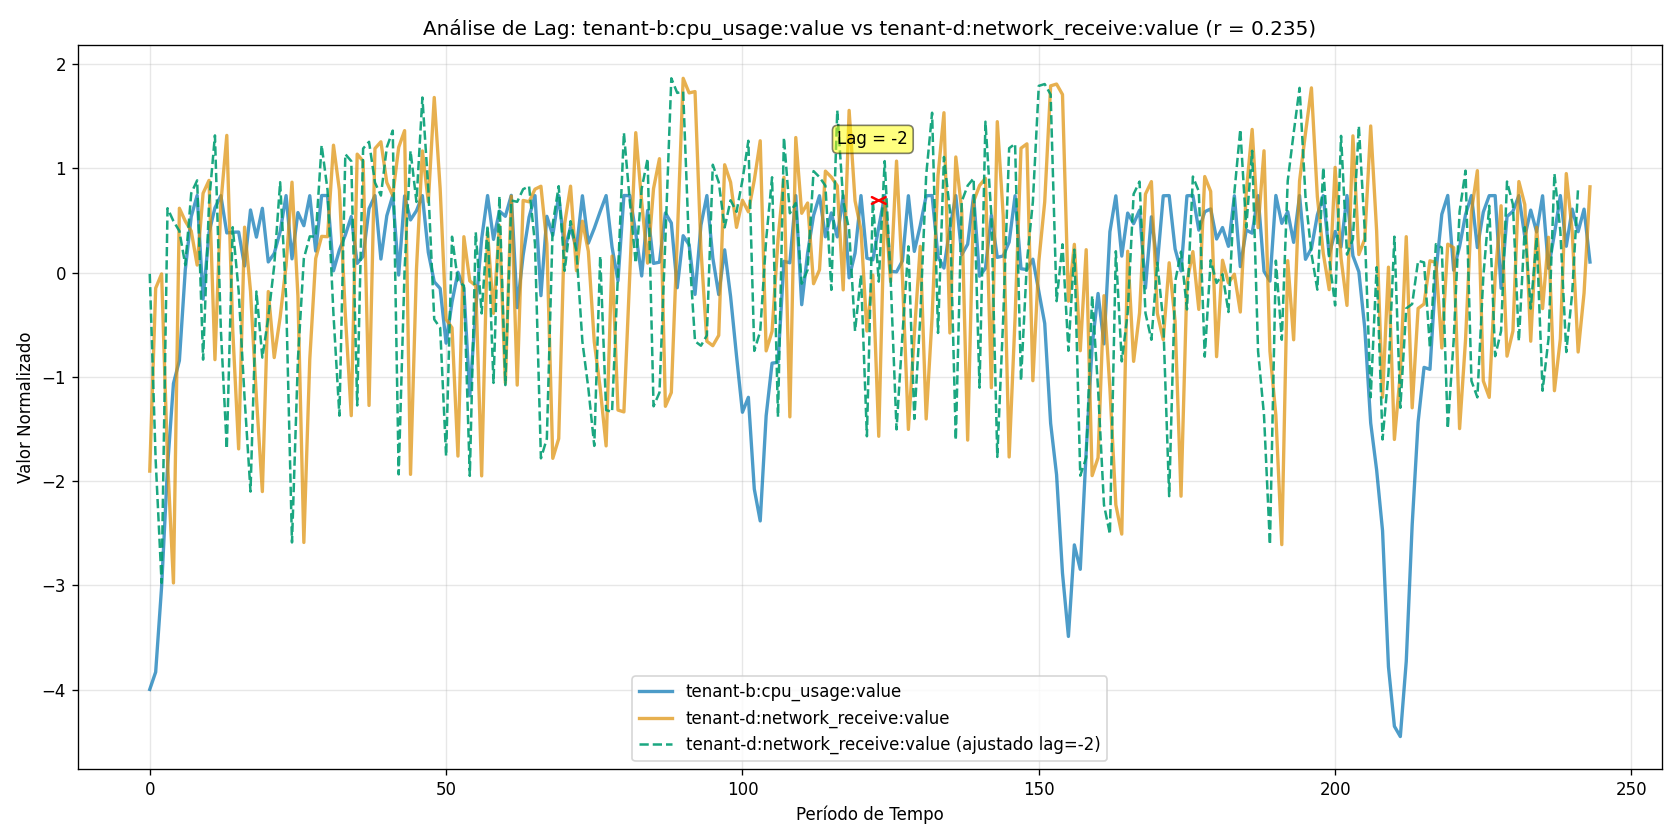 Análise de Lag: tenant-b:cpu_usage:value vs tenant-d:network_receive:value (r = 0.235)
Valor Normalizado
2
1
0
−1
−2
−3
−4
Lag = -2
tenant-b:cpu_usage:value
tenant-d:network_receive:value
tenant-d:network_receive:value (ajustado lag=-2)
0 50 100 150 200 250
Período de Tempo